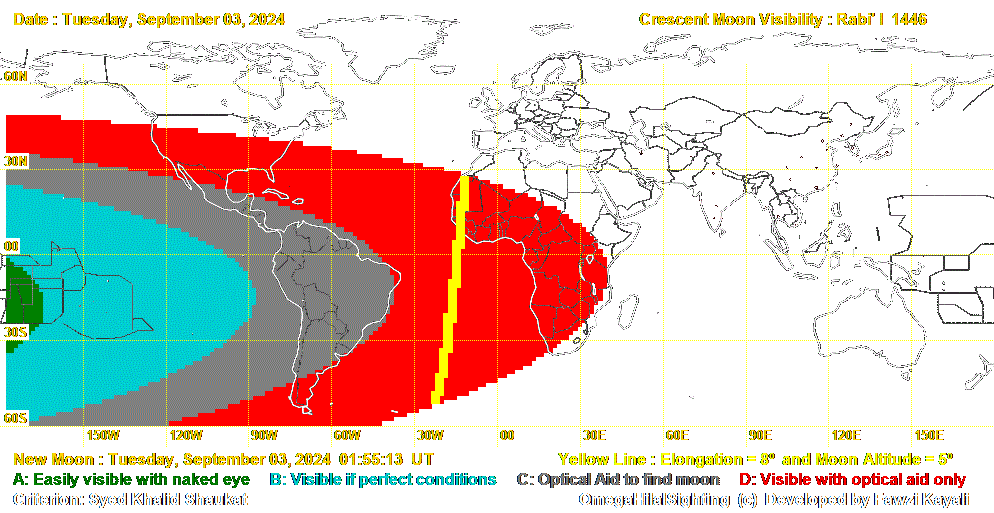 Date : Tuesday, September 03, 2024
Crescent Moon Visibility : Rabi' I 1446
60N
30N
00
30S
60S
150W 120W 90W 60W 30W 00 30E 60E 90E 120E 150E
New Moon : Tuesday, September 03, 2024 01:55:13 UT
Yellow Line : Elongation = 8° and Moon Altitude = 5°
A: Easily visible with naked eye B: Visible if perfect conditions C: Optical Aid to find moon D: Visible with optical aid only
Criterion: Syed Khalid Shaukat
OmegaHilalSighting (c) Developed by Fawzi Kayali